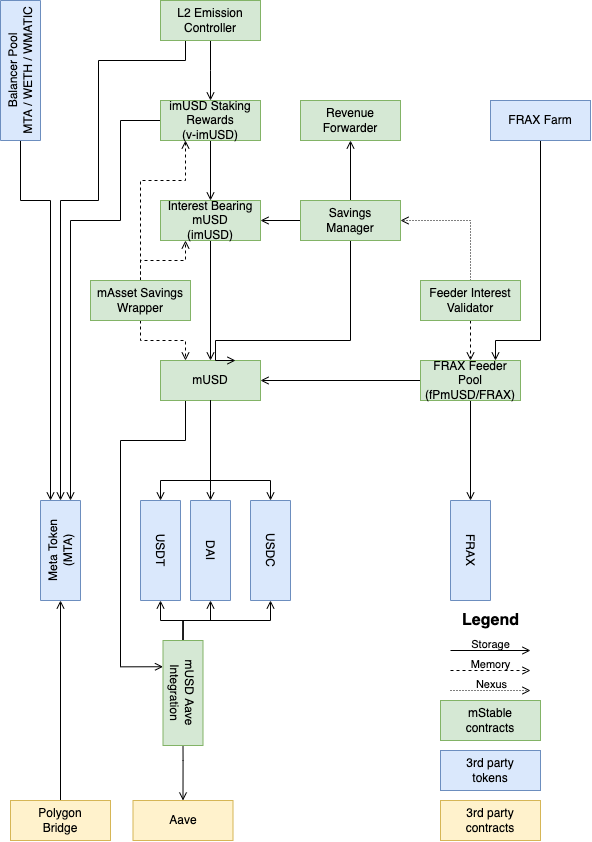 Balancer Pool
MTA / WETH / WMATIC
L2 Emission
Controller
imUSD Staking
Rewards
(v-imUSD)
Revenue
Forwarder
FRAX Farm
Interest Bearing
mUSD
(imUSD)
Savings
Manager
mAsset Savings
Wrapper
Feeder Interest
Validator
mUSD
FRAX Feeder
Pool
(fPmUSD/FRAX)
Meta Token
(MTA)
USDT
DAI
USDC
FRAX
mUSD Aave
Integration
Polygon
Bridge
Aave
Legend
Storage
Memory
Nexus
mStable
contracts
3rd party
tokens
3rd party
contracts